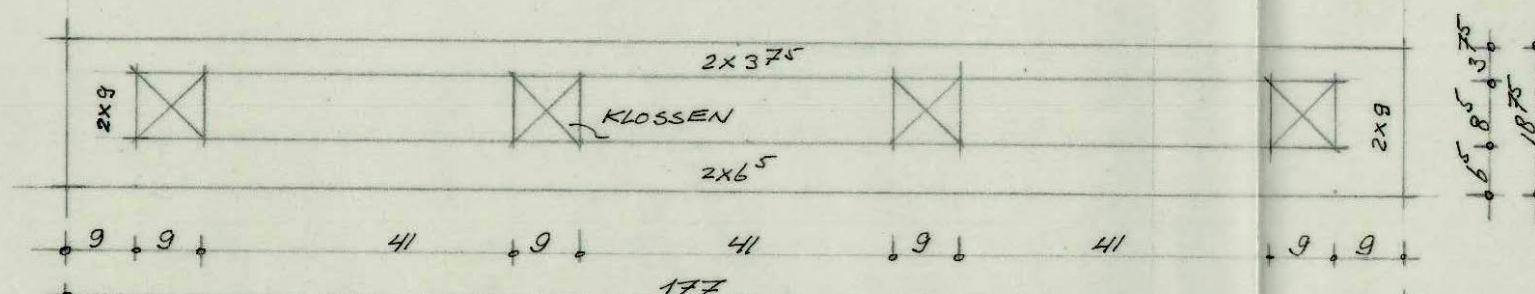 2x3⁷⁵
2x9
KLOSSEN
2x9
2x6⁵
3⁷⁵
8⁵
6⁵
18⁷⁵
9 9 41 9 41 9 41 9 9
177